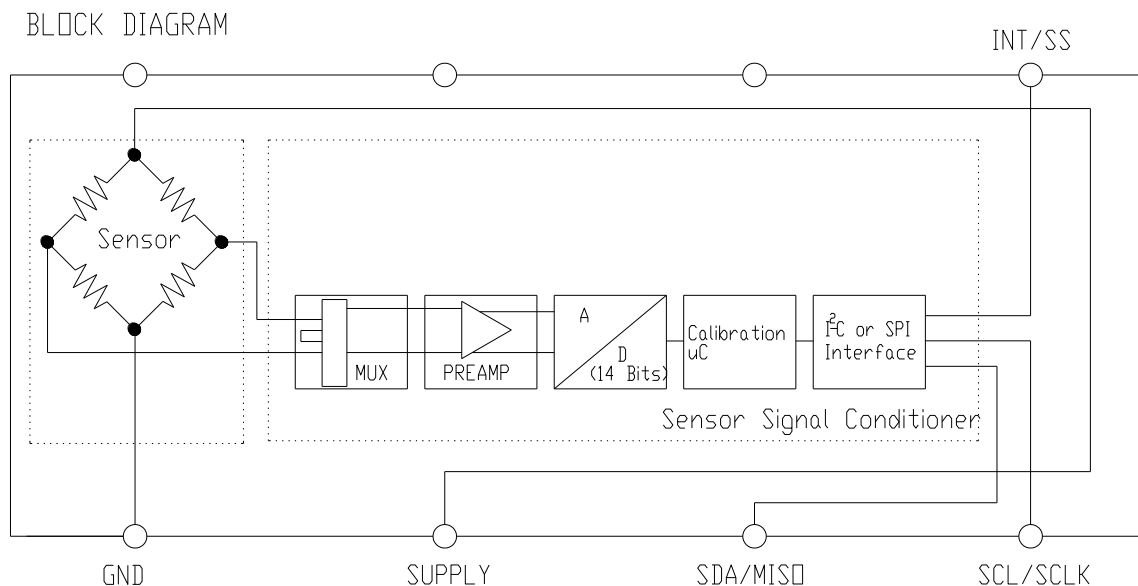 BLOCK DIAGRAM
INT/SS
Sensor
MUX
PREAMP
A
D
(14 Bits)
Calibration
uC
I²C or SPI
Interface
Sensor Signal Conditioner
GND
SUPPLY
SDA/MISO
SCL/SCLK